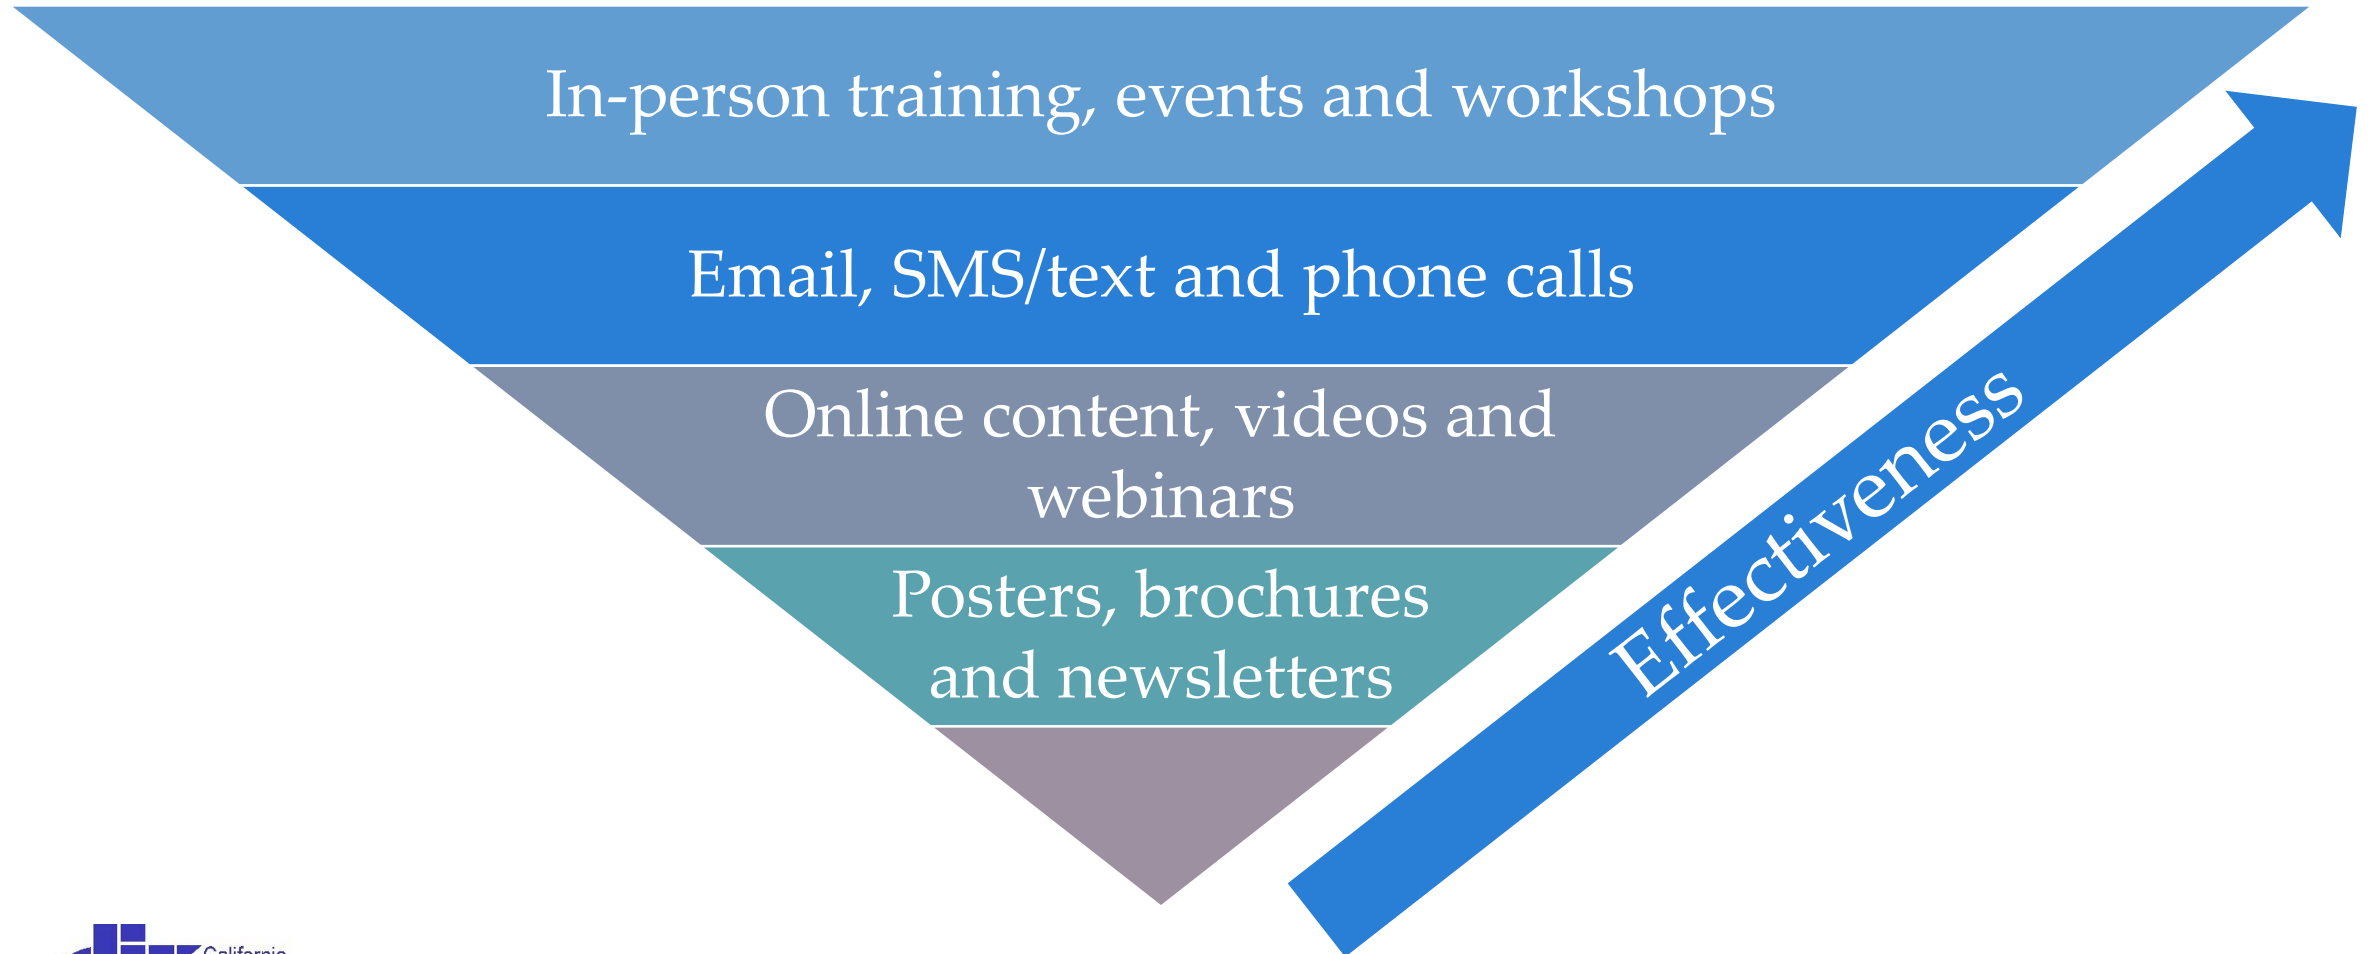 In-person training, events and workshops
Email, SMS/text and phone calls
Online content, videos and
webinars
Posters, brochures
and newsletters
Effectiveness
California